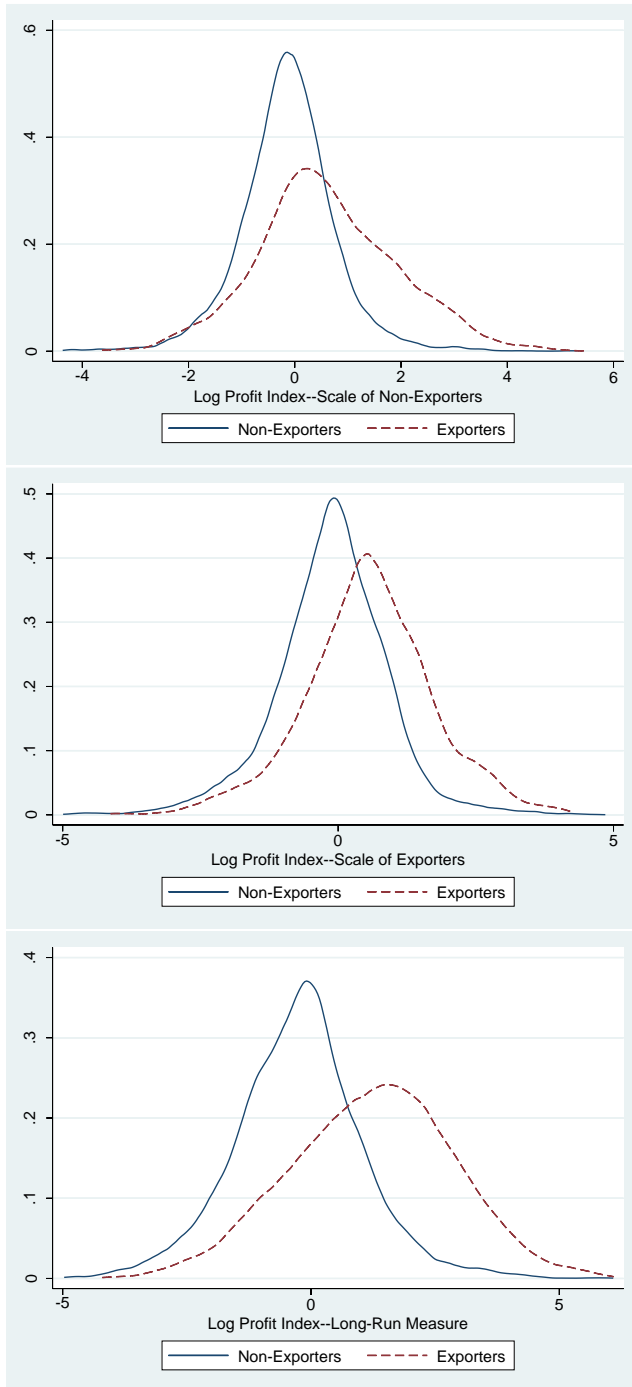 .6
.4
.2
0
-4 -2 0 2 4 6
Log Profit Index--Scale of Non-Exporters
Non-Exporters Exporters
.5
.4
.3
.2
.1
0
-5 0 5
Log Profit Index--Scale of Exporters
Non-Exporters Exporters
.4
.3
.2
.1
0
-5 0 5
Log Profit Index--Long-Run Measure
Non-Exporters Exporters